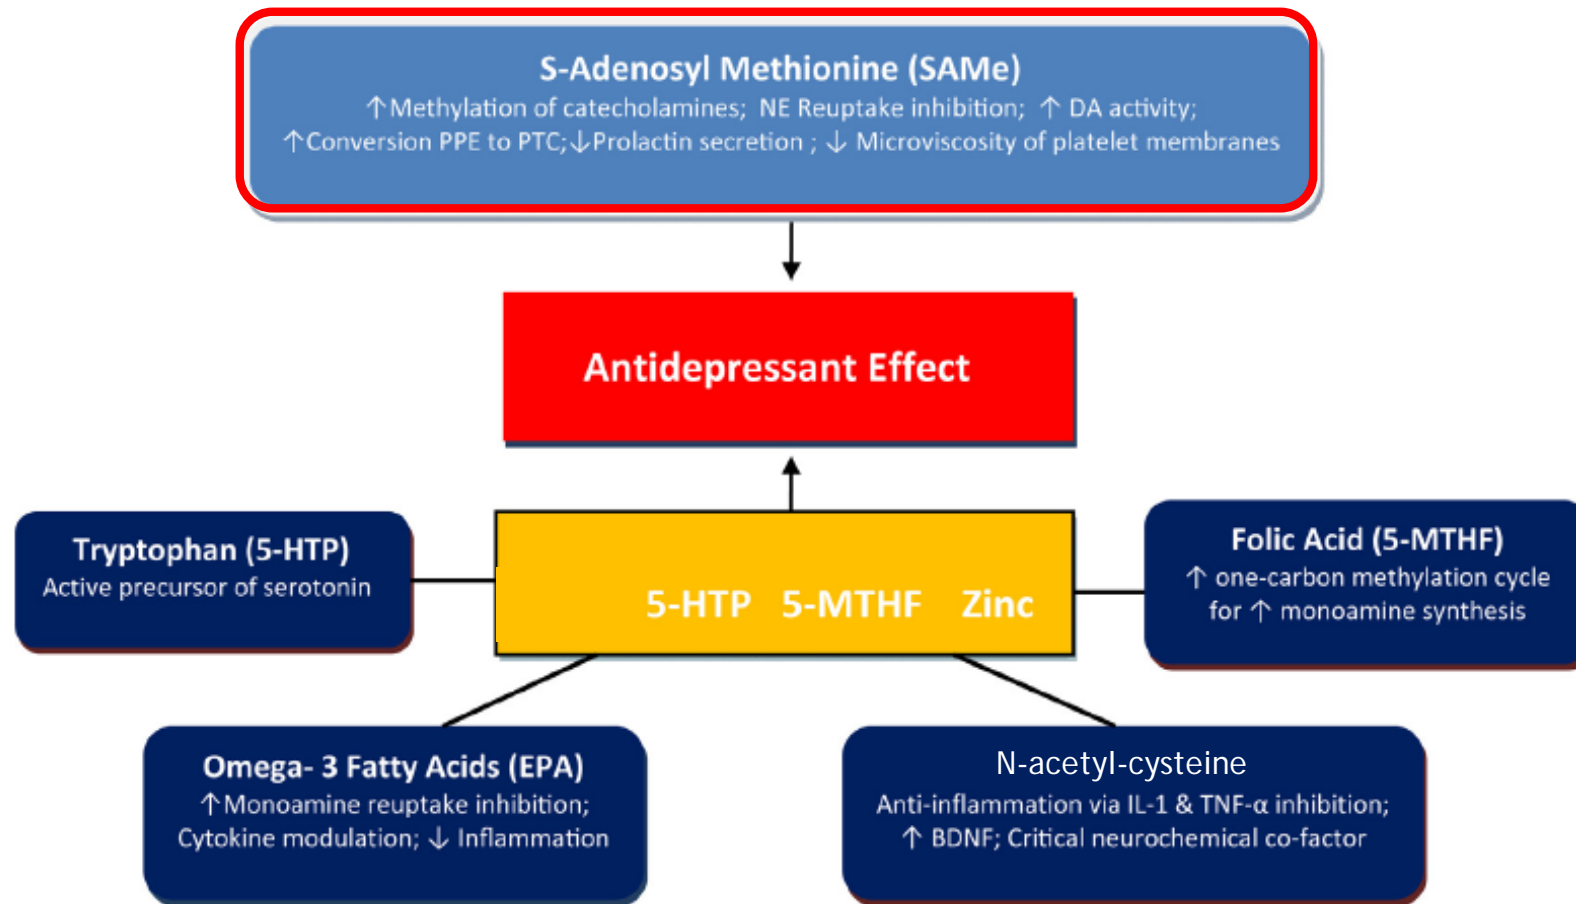 S-Adenosyl Methionine (SAMe)
↑Methylation of catecholamines; NE Reuptake inhibition; ↑ DA activity;
↑Conversion PPE to PTC;↓Prolactin secretion ; ↓ Microviscosity of platelet membranes
Antidepressant Effect
Tryptophan (5-HTP)
Active precursor of serotonin
5-HTP 5-MTHF Zinc
Folic Acid (5-MTHF)
↑ one-carbon methylation cycle
for ↑ monoamine synthesis
Omega- 3 Fatty Acids (EPA)
↑Monoamine reuptake inhibition;
Cytokine modulation; ↓ Inflammation
N-acetyl-cysteine
Anti-inflammation via IL-1 & TNF-α inhibition;
↑ BDNF; Critical neurochemical co-factor